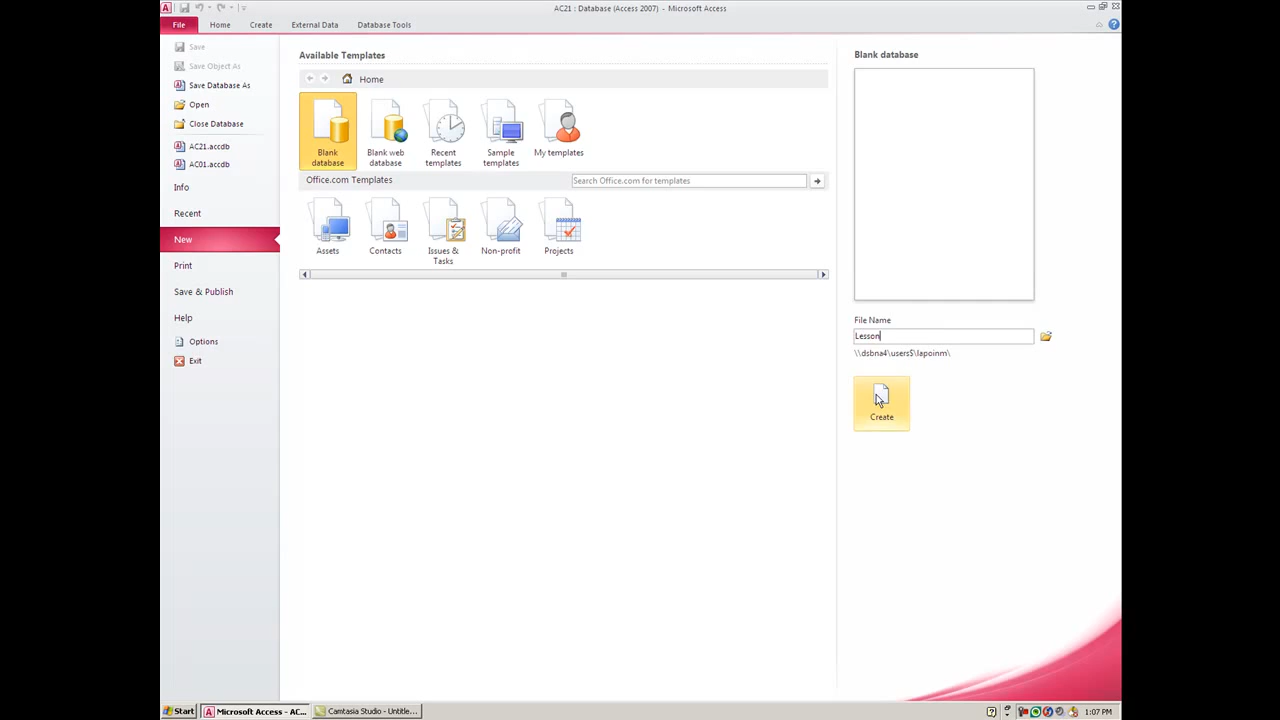 AC21 : Database (Access 2007) - Microsoft Access
File Home Create External Data Database Tools
Save
Save Object As
Save Database As
Open
Close Database
AC21.accdb
AC01.accdb
Info
Recent
New
Print
Save & Publish
Help
Options
Exit
Available Templates
Home
Blank database
Blank web database
Recent templates
Sample templates
My templates
Office.com Templates
Search Office.com for templates
Assets
Contacts
Issues & Tasks
Non-profit
Projects
Blank database
File Name
Lesson
\\dsbna4\users$\lapoinm\
Create
Start
Microsoft Access - AC...
Camtasia Studio - Untitle...
1:07 PM